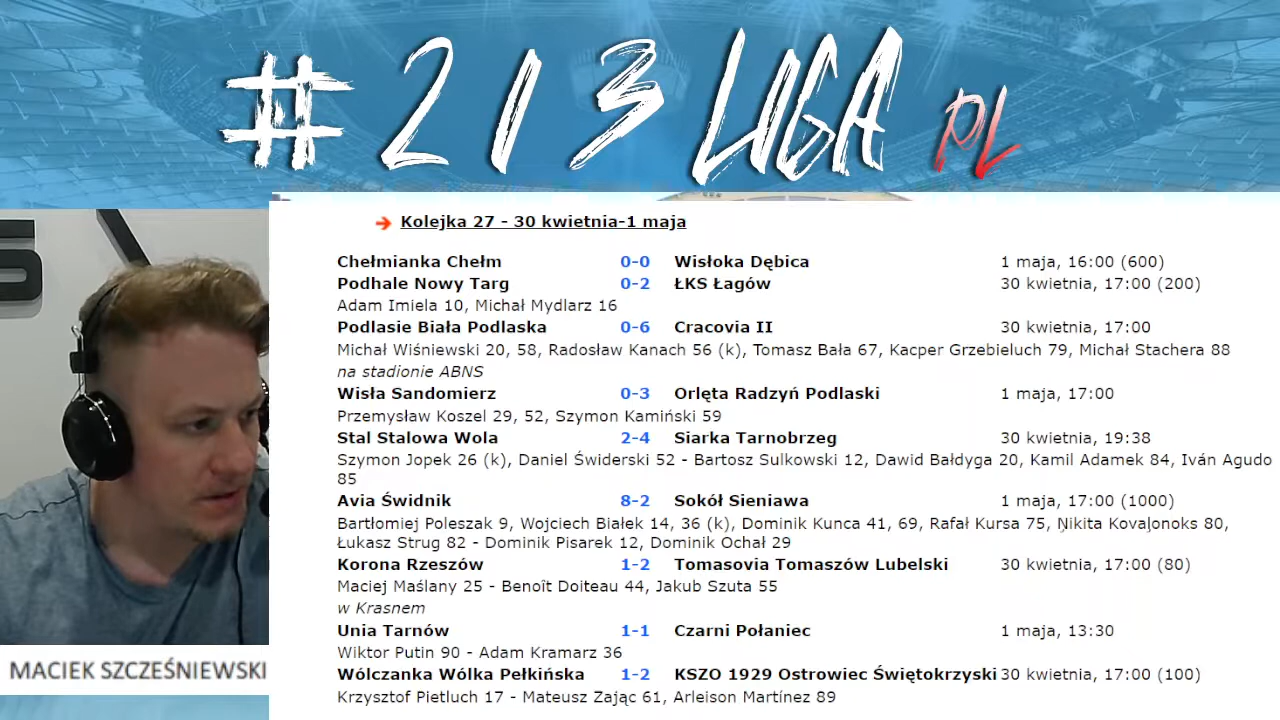 # 213 LIGA PL
Kolejka 27 - 30 kwietnia-1 maja
Chełmianka Chełm 0-0 Wisłoka Dębica 1 maja, 16:00 (600)
Podhale Nowy Targ 0-2 ŁKS Łagów 30 kwietnia, 17:00 (200)
Adam Imiela 10, Michał Mydlarz 16
Podlasie Biała Podlaska 0-6 Cracovia II 30 kwietnia, 17:00
Michał Wiśniewski 20, 58, Radosław Kanach 56 (k), Tomasz Bała 67, Kacper Grzebieluch 79, Michał Stachera 88
na stadionie ABNS
Wisła Sandomierz 0-3 Orlęta Radzyń Podlaski 1 maja, 17:00
Przemysław Koszel 29, 52, Szymon Kamiński 59
Stal Stalowa Wola 2-4 Siarka Tarnobrzeg 30 kwietnia, 19:38
Szymon Jopek 26 (k), Daniel Świderski 52 - Bartosz Sulkowski 12, Dawid Bałdyga 20, Kamil Adamek 84, Iván Agudo
85
Avia Świdnik 8-2 Sokół Sieniawa 1 maja, 17:00 (1000)
Bartłomiej Poleszak 9, Wojciech Białek 14, 36 (k), Dominik Kunca 41, 69, Rafał Kursa 75, Ņikita Kovaļonoks 80,
Łukasz Strug 82 - Dominik Pisarek 12, Dominik Ochał 29
Korona Rzeszów 1-2 Tomasovia Tomaszów Lubelski 30 kwietnia, 17:00 (80)
Maciej Maślany 25 - Benoît Doiteau 44, Jakub Szuta 55
w Krasnem
Unia Tarnów 1-1 Czarni Połaniec 1 maja, 13:30
Wiktor Putin 90 - Adam Kramarz 36
Wólczanka Wólka Pełkińska 1-2 KSZO 1929 Ostrowiec Świętokrzyski 30 kwietnia, 17:00 (100)
Krzysztof Pietluch 17 - Mateusz Zając 61, Arleison Martínez 89
MACIEK SZCZEŚNIEWSKI